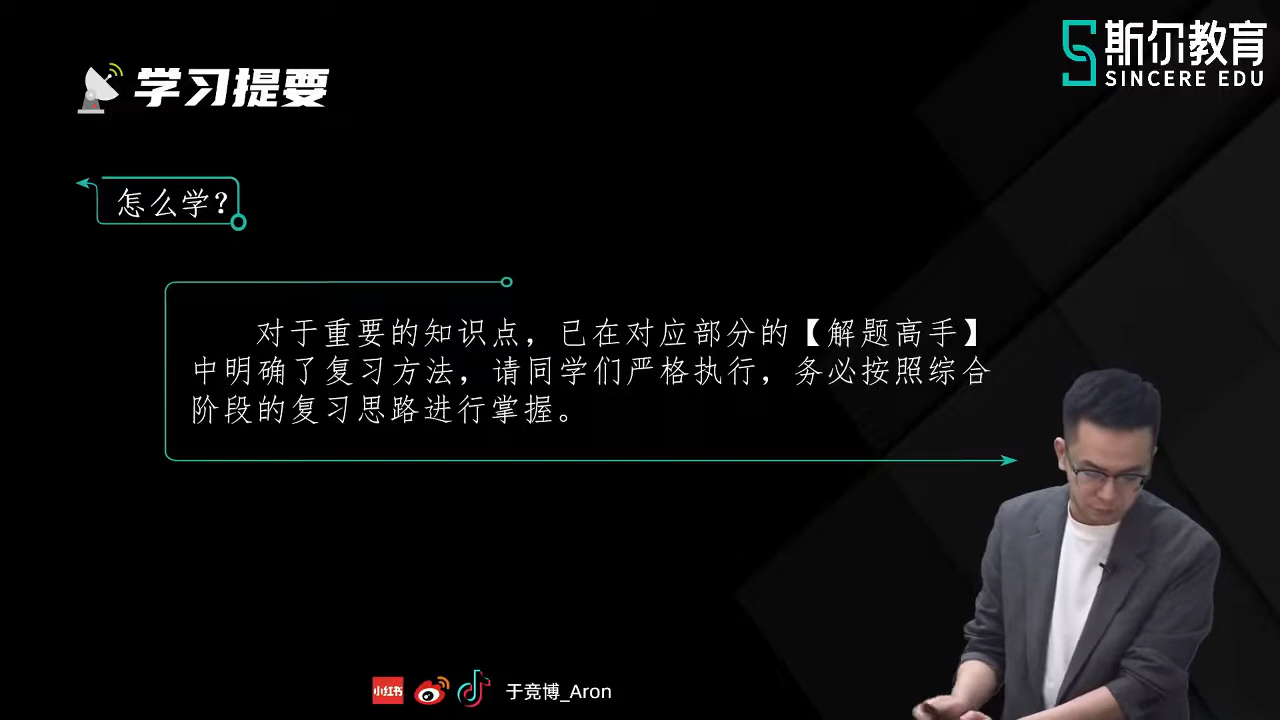 斯尔教育
SINCERE EDU
学习提要
怎么学?
对于重要的知识点，已在对应部分的【解题高手】
中明确了复习方法，请同学们严格执行，务必按照综合
阶段的复习思路进行掌握。
小红书
于竞博_Aron